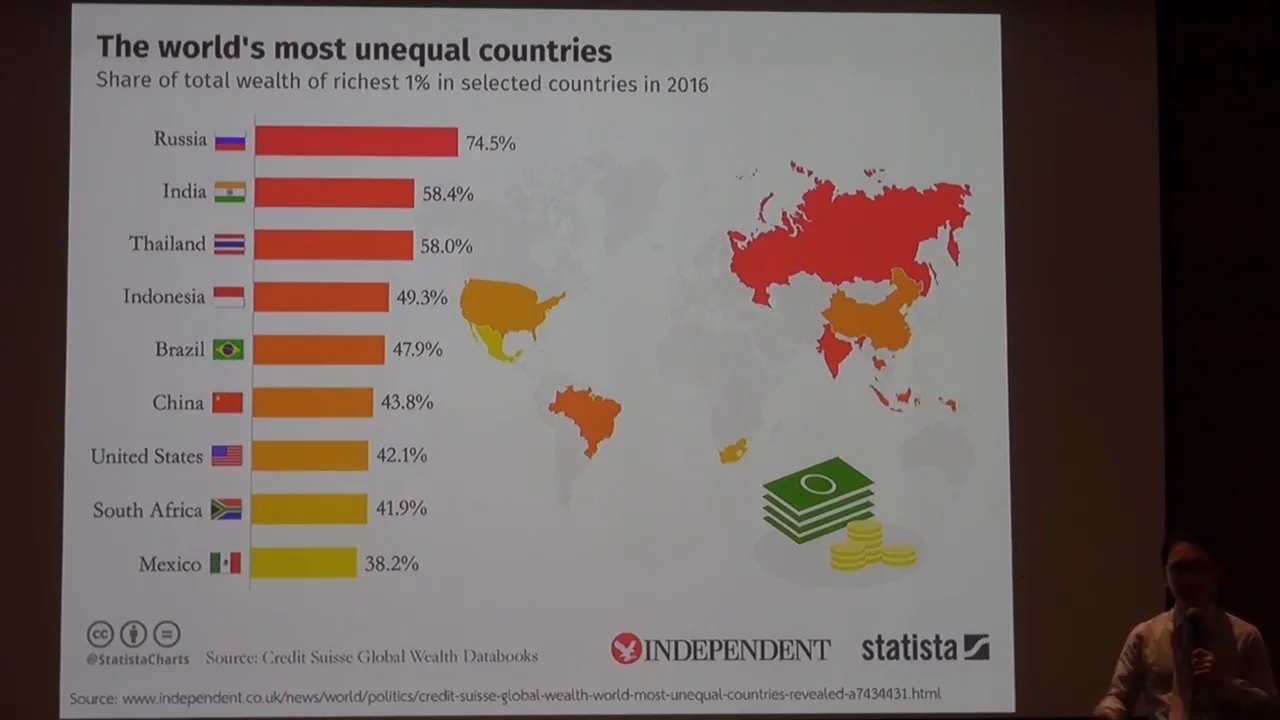 The world's most unequal countries
Share of total wealth of richest 1% in selected countries in 2016
Russia 74.5%
India 58.4%
Thailand 58.0%
Indonesia 49.3%
Brazil 47.9%
China 43.8%
United States 42.1%
South Africa 41.9%
Mexico 38.2%
cc
@StatistaCharts Source: Credit Suisse Global Wealth Databooks
INDEPENDENT statista
Source: www.independent.co.uk/news/world/politics/credit-suisse-global-wealth-world-most-unequal-countries-revealed-a7434431.html